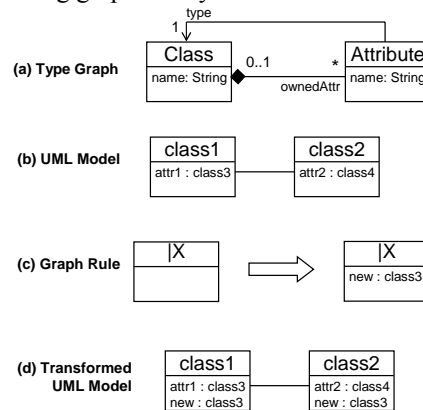 type
1
Class
Attribute
0..1
*
(a) Type Graph
name: String
name: String
ownedAttr
class1
class2
(b) UML Model
attr1 : class3
attr2 : class4
|X
|X
(c) Graph Rule
new : class3
(d) Transformed
UML Model
class1
class2
attr1 : class3
attr2 : class4
new : class3
new : class3